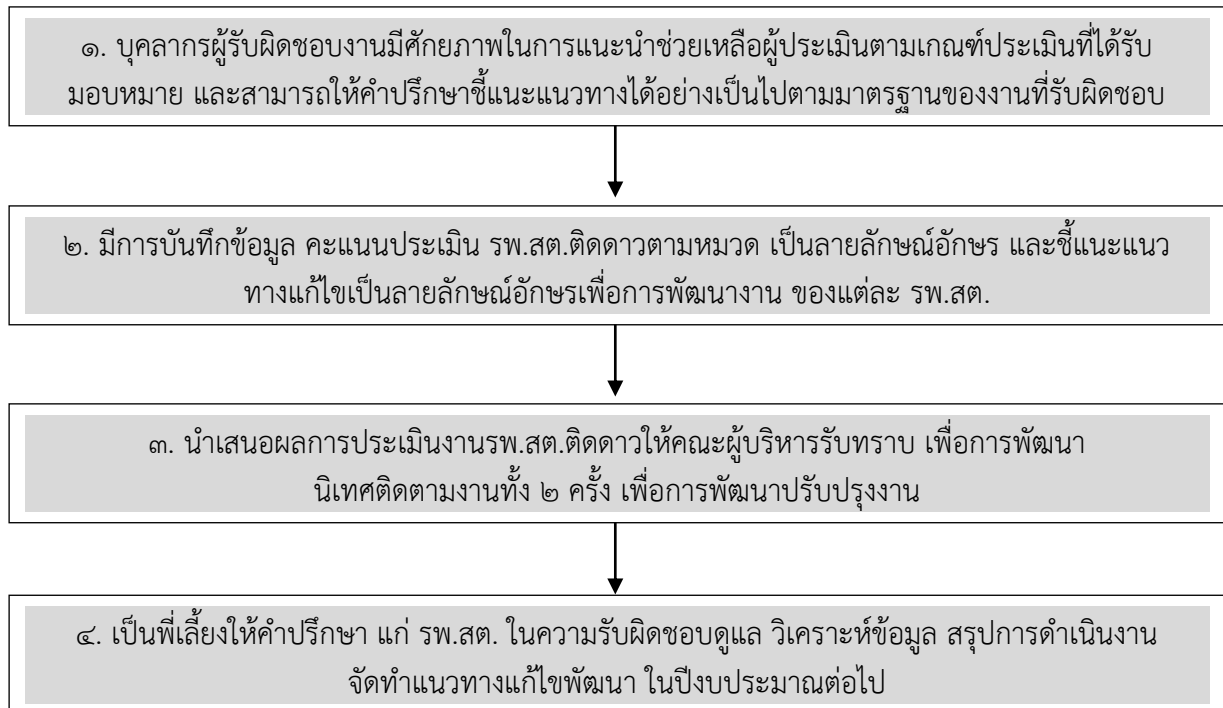 ๑. บุคลากรผู้รับผิดชอบงานมีศักยภาพในการแนะนำช่วยเหลือผู้ประเมินตามเกณฑ์ประเมินที่ได้รับ
มอบหมาย และสามารถให้คำปรึกษาชี้แนะแนวทางได้อย่างเป็นไปตามมาตรฐานของงานที่รับผิดชอบ
๒. มีการบันทึกข้อมูล คะแนนประเมิน รพ.สต.ติดดาวตามหมวด เป็นลายลักษณ์อักษร และชี้แนะแนว
ทางแก้ไขเป็นลายลักษณ์อักษรเพื่อการพัฒนางาน ของแต่ละ รพ.สต.
๓. นำเสนอผลการประเมินงานรพ.สต.ติดดาวให้คณะผู้บริหารรับทราบ เพื่อการพัฒนา
นิเทศติดตามงานทั้ง ๒ ครั้ง เพื่อการพัฒนาปรับปรุงงาน
๔. เป็นพี่เลี้ยงให้คำปรึกษา แก่ รพ.สต. ในความรับผิดชอบดูแล วิเคราะห์ข้อมูล สรุปการดำเนินงาน
จัดทำแนวทางแก้ไขพัฒนา ในปีงบประมาณต่อไป